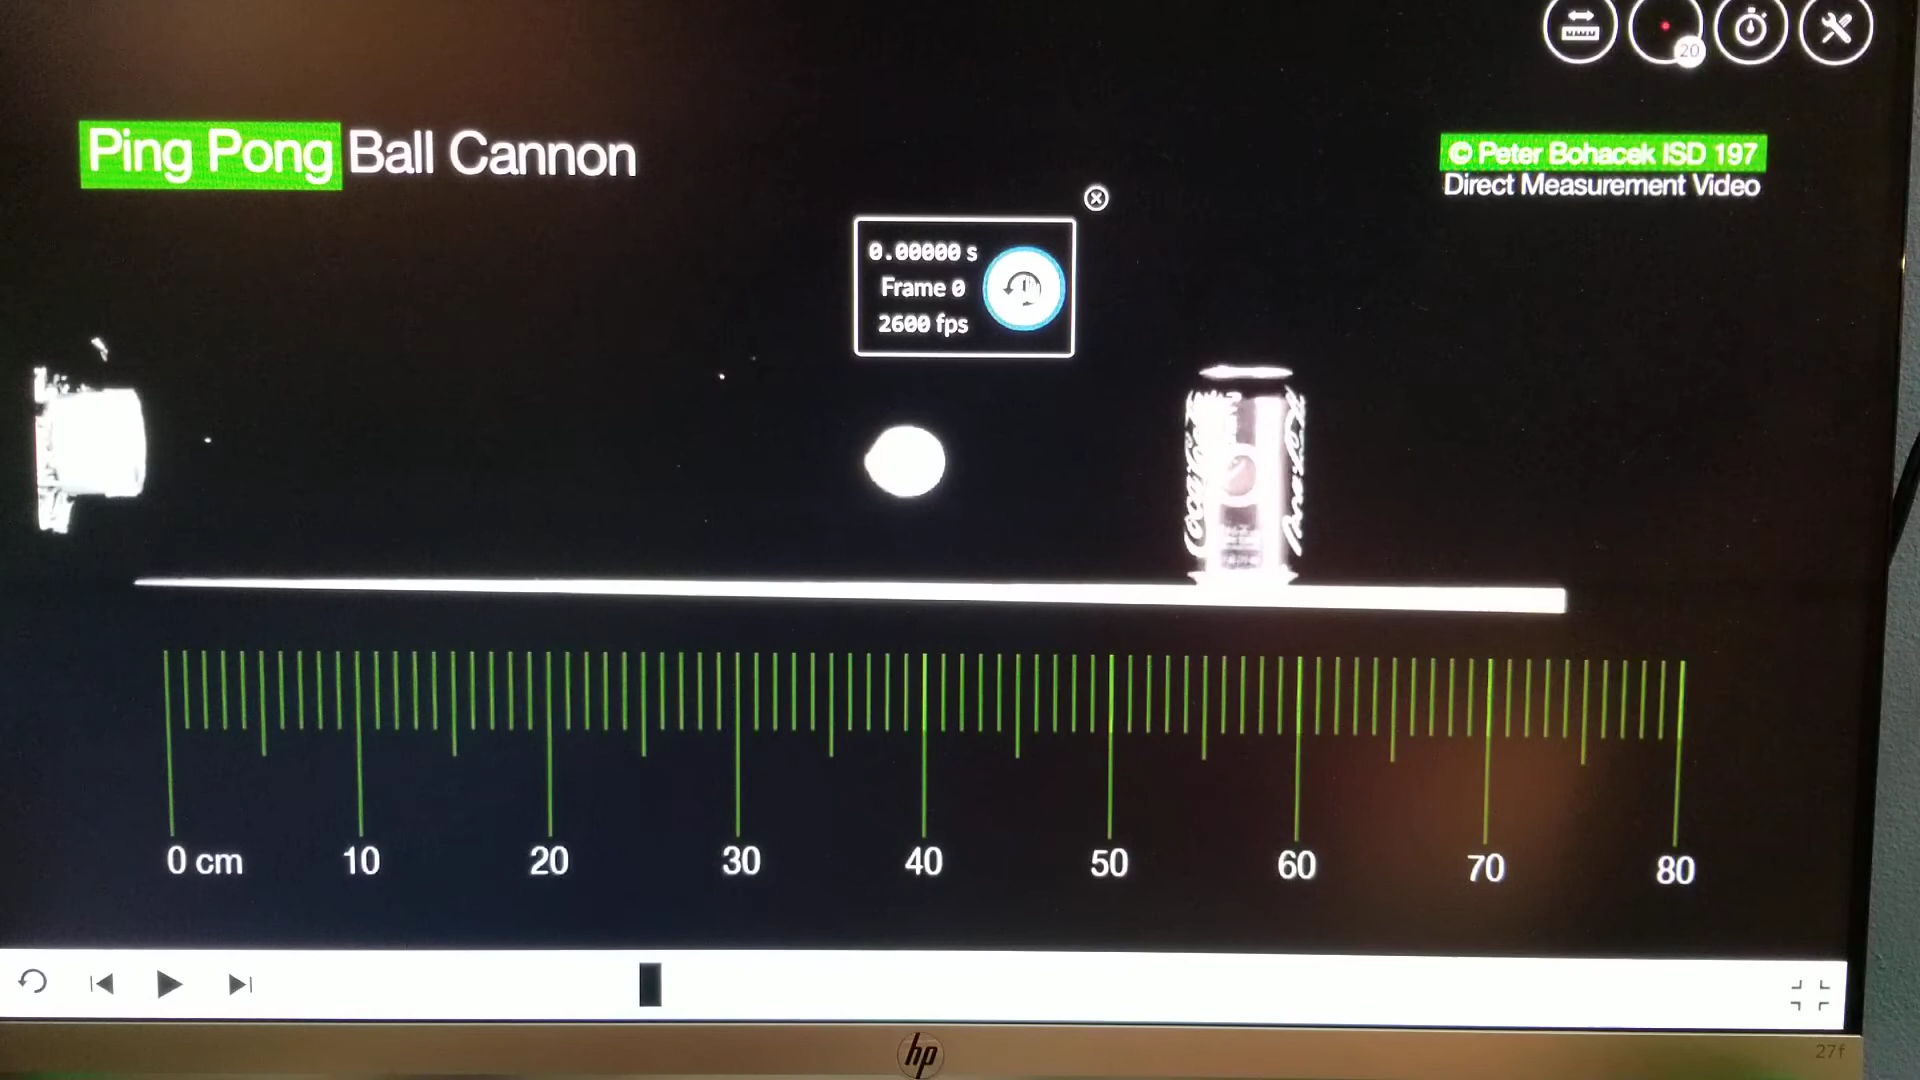 20
Ping Pong Ball Cannon
© Peter Bohacek ISD 197
Direct Measurement Video
0.00000 s
Frame 0
2600 fps
0 cm 10 20 30 40 50 60 70 80
hp
27f